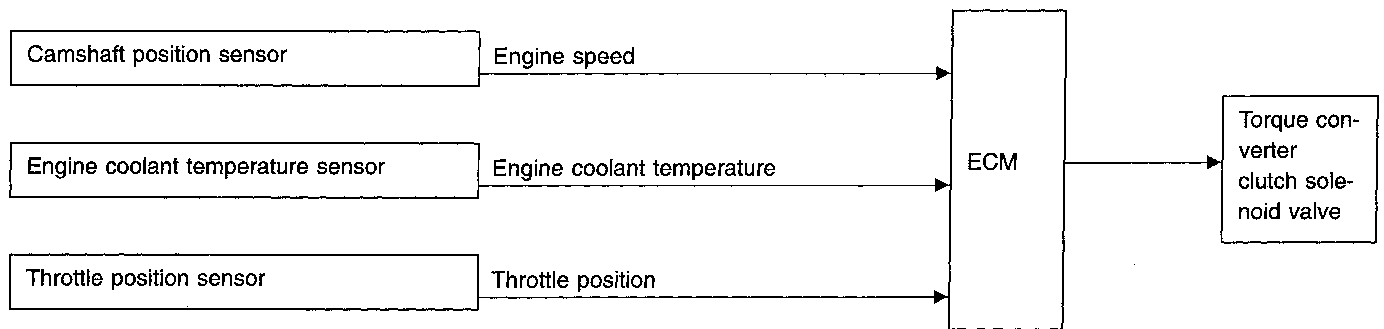 Camshaft position sensor
Engine speed
Engine coolant temperature sensor
Engine coolant temperature
Throttle position sensor
Throttle position
ECM
Torque con-
verter
clutch sole-
noid valve